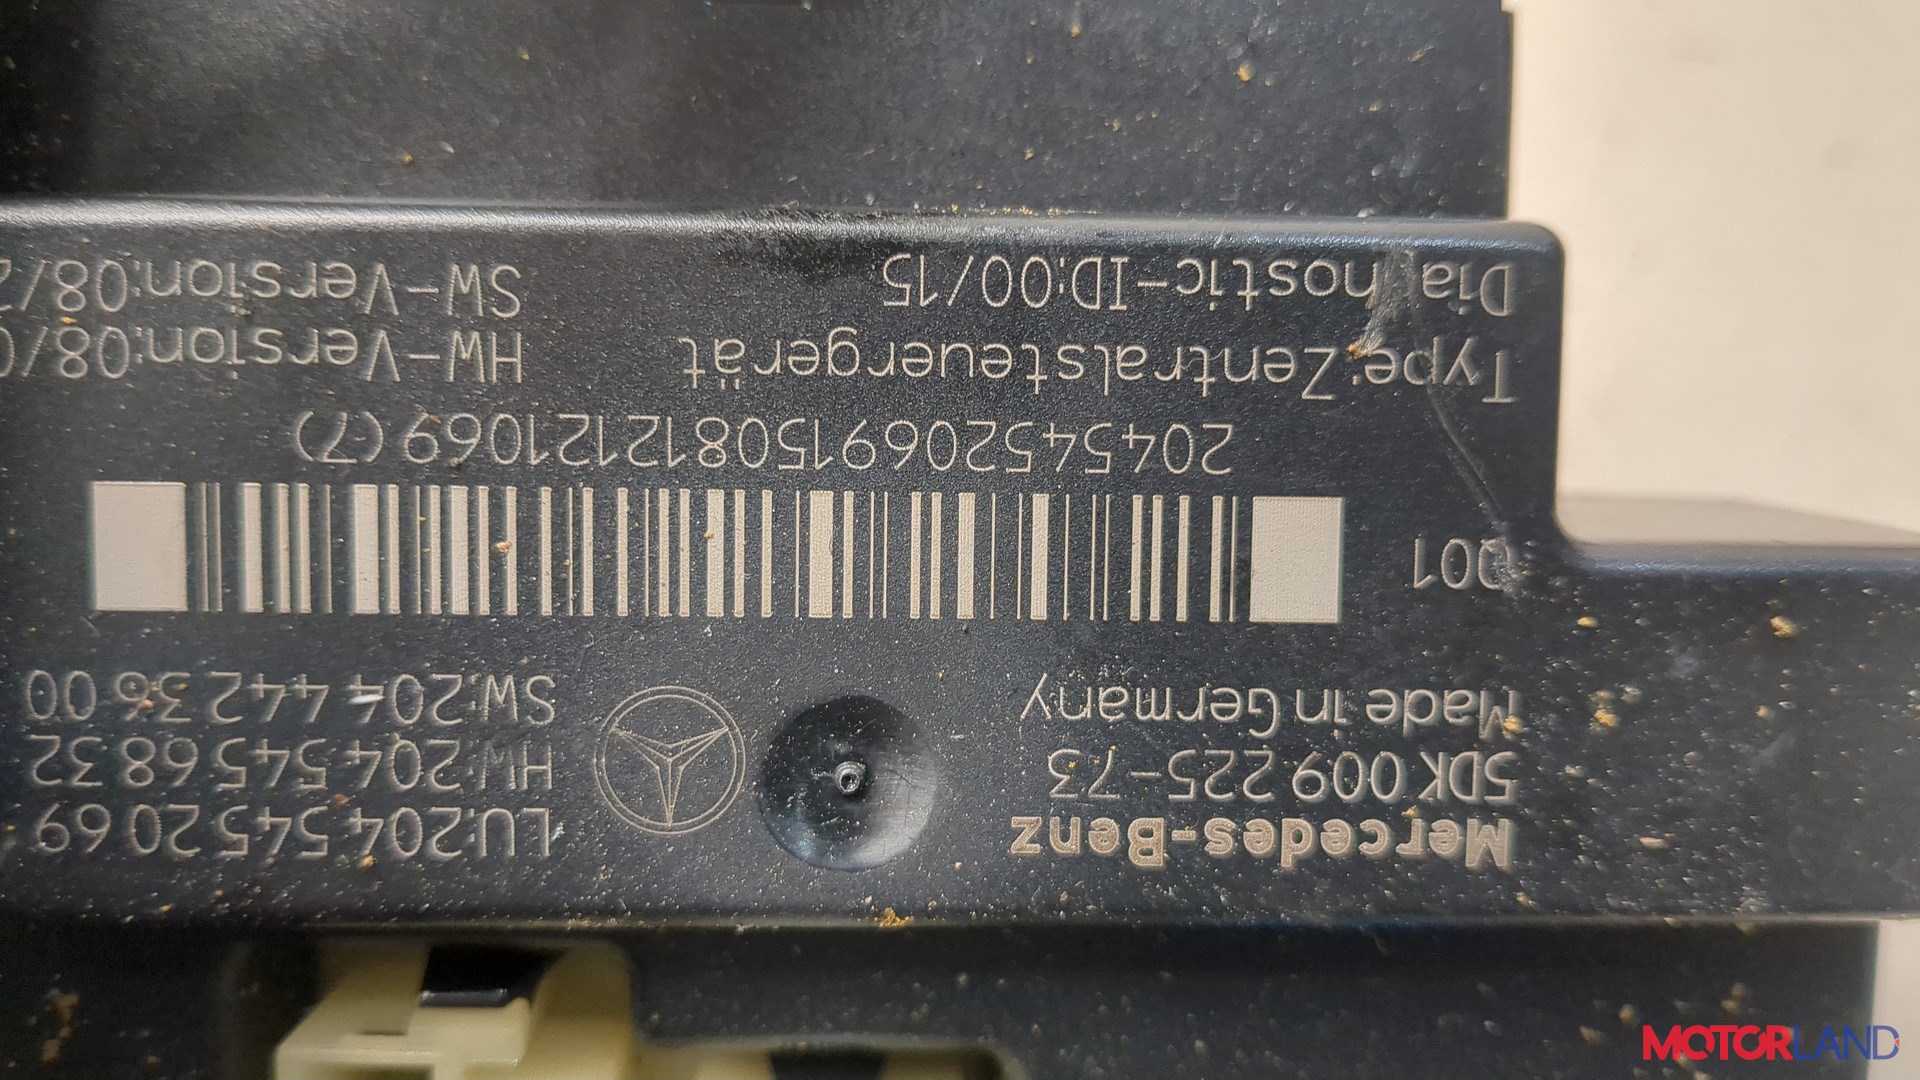 Mercedes-Benz
5DK 009 225-73
Made in Germany
LU:204 545 20 69
HW:204 545 68 32
SW:204 442 36 00
001
2045452069150812121069 (7)
Type:Zentralsteuergerät
Diagnostic-ID:00/15
HW-Version:08/0
SW-Version:08/2
MOTORLAND